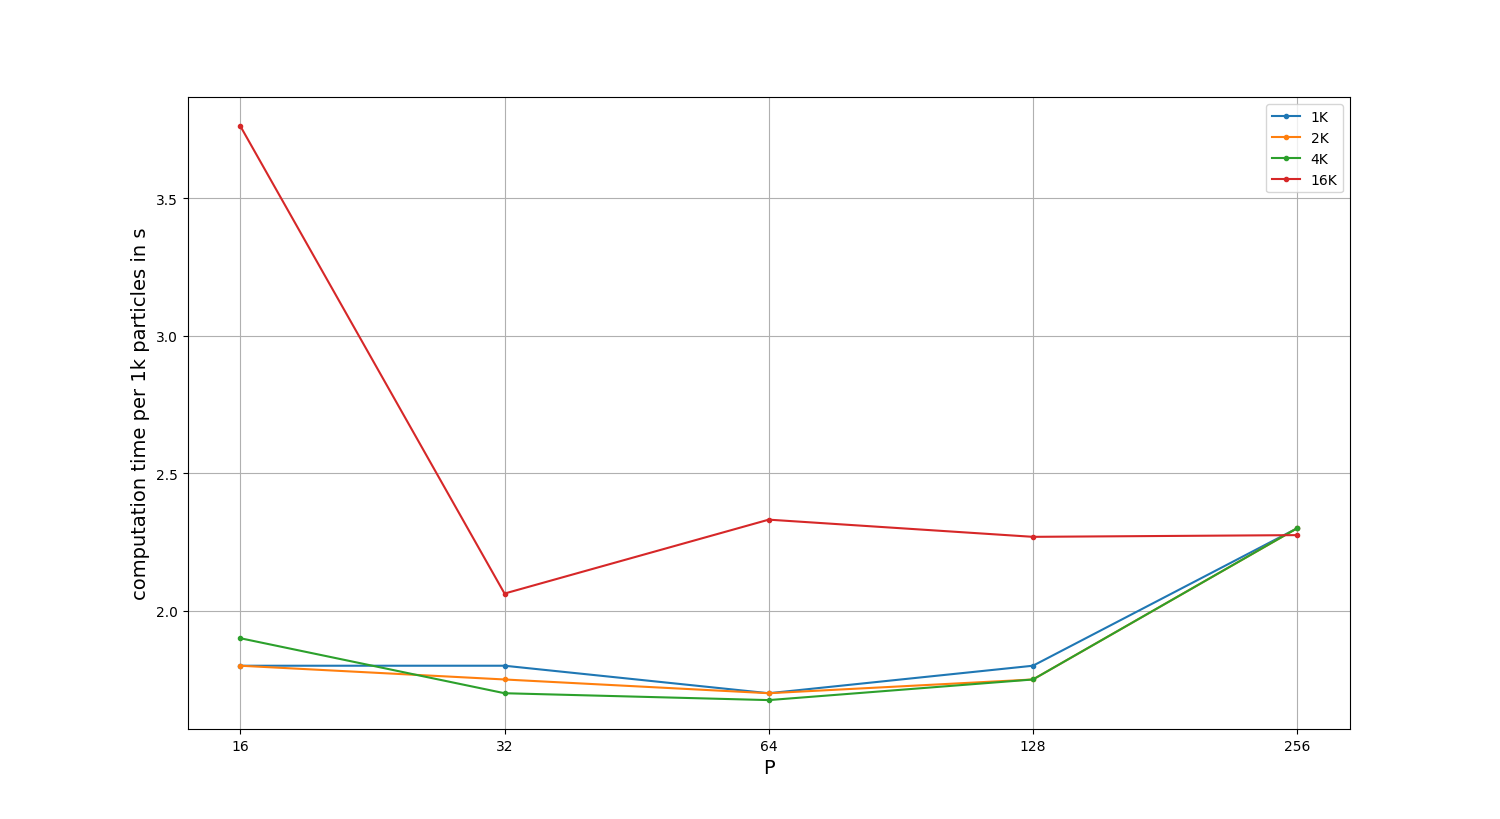 1K
2K
4K
16K
3.5
3.0
2.5
2.0
computation time per 1k particles in s
16 32 64 128 256
P